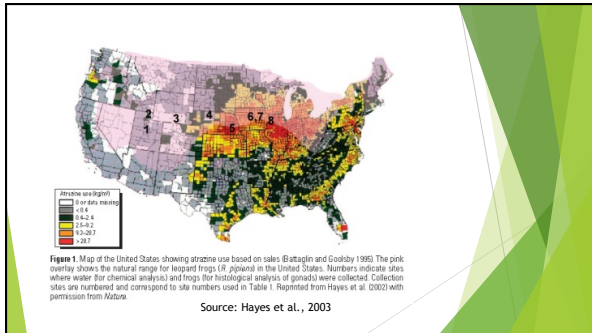 2
1
3
4
5
6,7
8
Atrazine use (kg/mi²)
0 or data missing
< 0.4
0.4–2.4
2.5–9.2
9.3–20.7
> 20.7
Figure 1. Map of the United States showing atrazine use based on sales (Battaglin and Goolsby 1995). The pink
overlay shows the natural range for leopard frogs (R. pipiens) in the United States. Numbers indicate sites
where water (for chemical analysis) and frogs (for histological analysis of gonads) were collected. Collection
sites are numbered and correspond to site numbers used in Table 1. Reprinted from Hayes et al. (2002) with
permission from Nature.
Source: Hayes et al., 2003